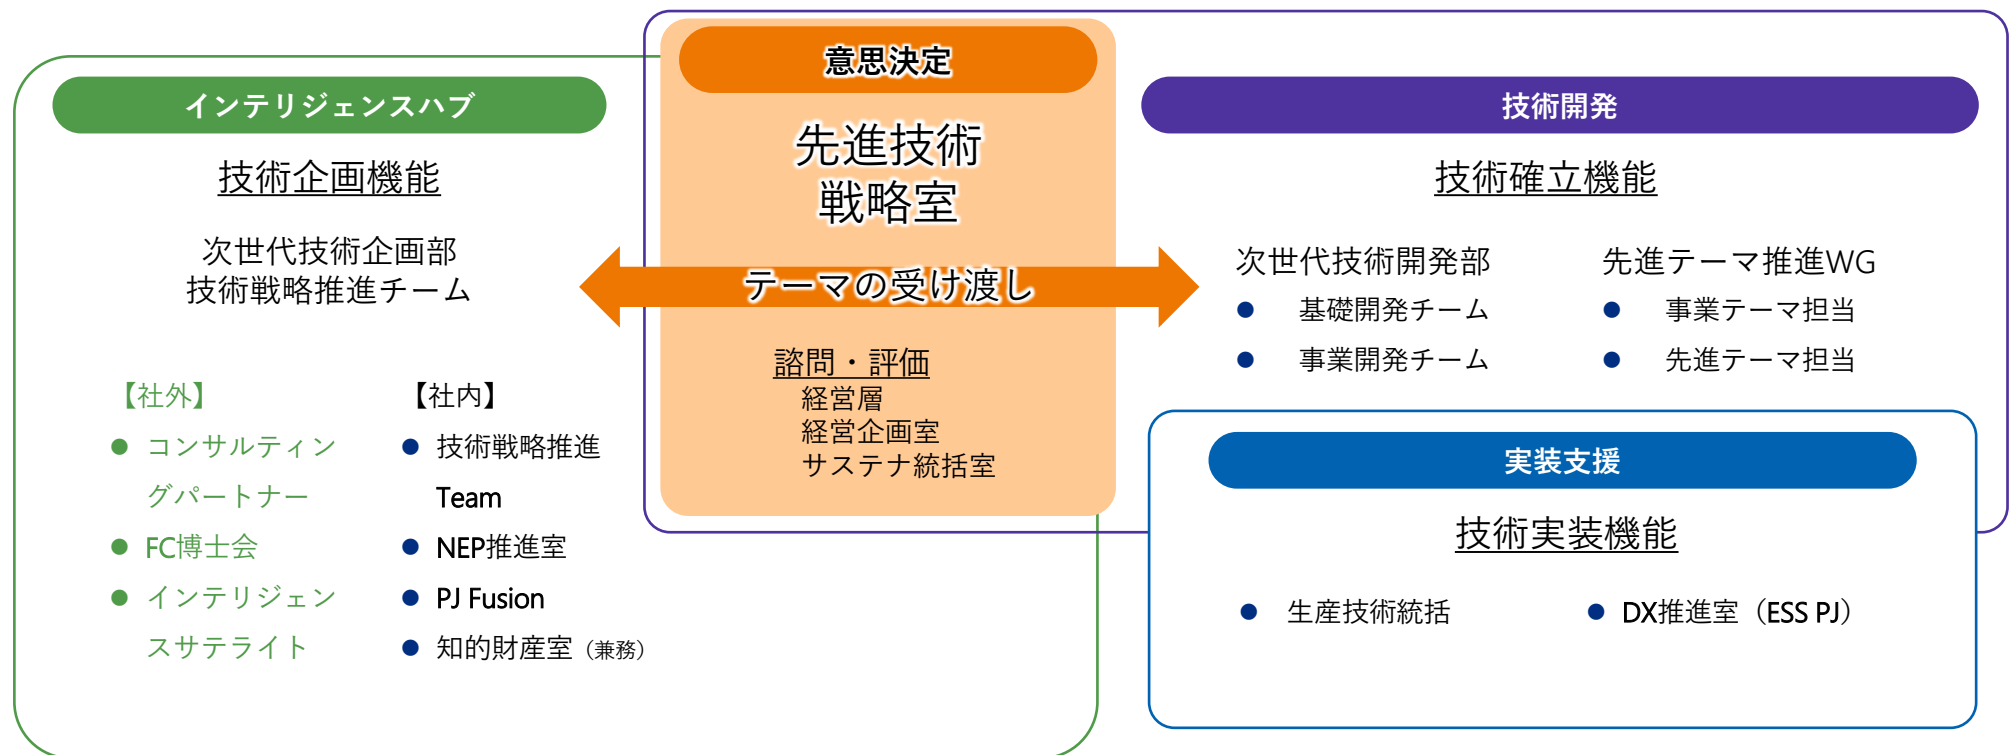 意思決定
インテリジェンスハブ
技術開発
先進技術
戦略室
技術企画機能
技術確立機能
次世代技術企画部
技術戦略推進チーム
テーマの受け渡し
次世代技術開発部
基礎開発チーム
事業開発チーム
先進テーマ推進WG
事業テーマ担当
先進テーマ担当
諮問・評価
経営層
経営企画室
サステナ統括室
【社外】
コンサルティン
グパートナー
FC博士会
インテリジェン
スサテライト
【社内】
技術戦略推進
Team
NEP推進室
PJ Fusion
知的財産室（兼務）
実装支援
技術実装機能
生産技術統括
DX推進室（ESS PJ）